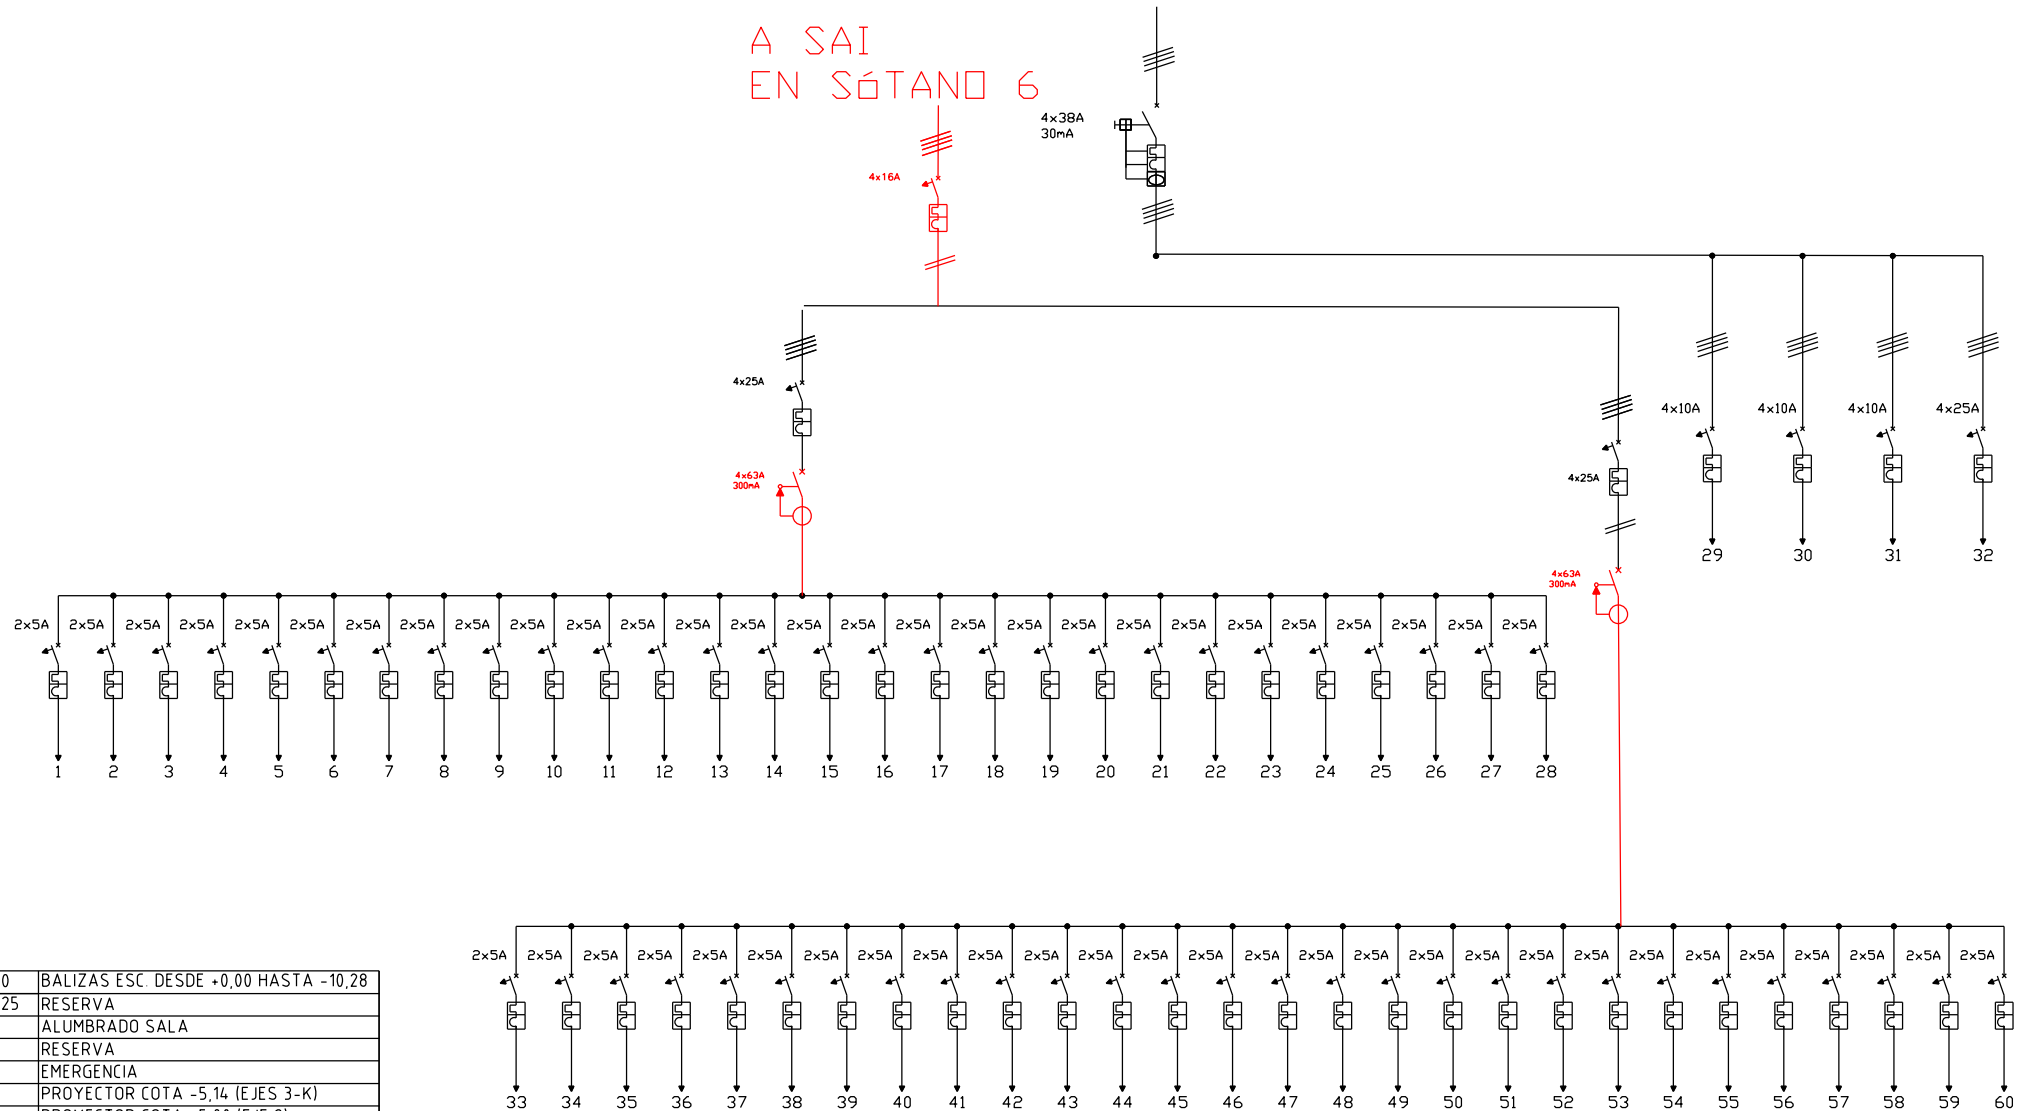 A SAI
EN SóTANO 6
4x38A
30mA
4x16A
4x25A
4x63A
300mA
4x25A
4x63A
300mA
4x10A 4x10A 4x10A 4x25A
29 30 31 32
2x5A 2x5A 2x5A 2x5A 2x5A 2x5A 2x5A 2x5A 2x5A 2x5A 2x5A 2x5A 2x5A 2x5A 2x5A 2x5A 2x5A 2x5A 2x5A 2x5A 2x5A 2x5A 2x5A 2x5A 2x5A 2x5A 2x5A 2x5A
1 2 3 4 5 6 7 8 9 10 11 12 13 14 15 16 17 18 19 20 21 22 23 24 25 26 27 28
2x5A 2x5A 2x5A 2x5A 2x5A 2x5A 2x5A 2x5A 2x5A 2x5A 2x5A 2x5A 2x5A 2x5A 2x5A 2x5A 2x5A 2x5A 2x5A 2x5A 2x5A 2x5A 2x5A 2x5A 2x5A 2x5A 2x5A 2x5A
33 34 35 36 37 38 39 40 41 42 43 44 45 46 47 48 49 50 51 52 53 54 55 56 57 58 59 60
0 BALIZAS ESC. DESDE +0,00 HASTA -10,28
25 RESERVA
ALUMBRADO SALA
RESERVA
EMERGENCIA
PROYECTOR COTA -5,14 (EJES 3-K)
PROYECTOR COTA